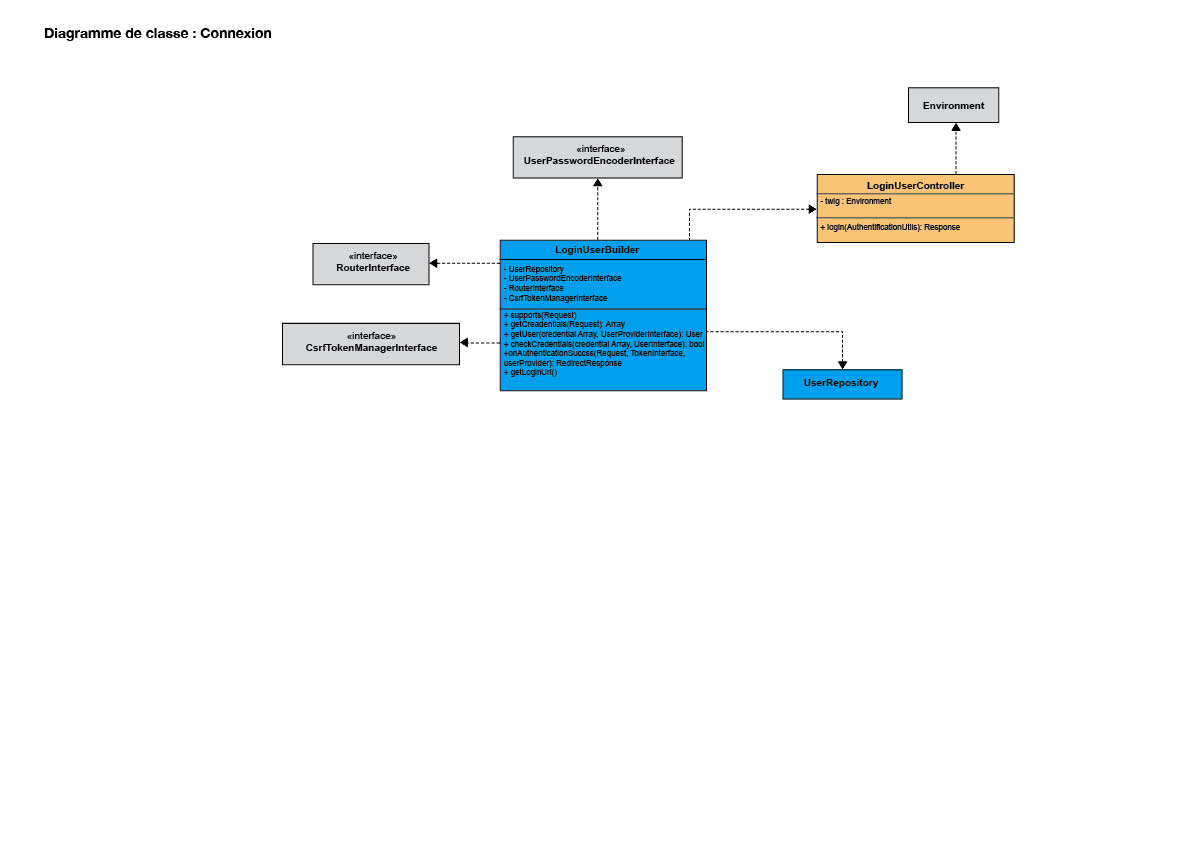 Diagramme de classe : Connexion
Environment
«interface»
UserPasswordEncoderInterface
LoginUserController
- twig : Environment
+ login(AuthentificationUtils): Response
«interface»
RouterInterface
LoginUserBuilder
- UserRepository
- UserPasswordEncoderInterface
- RouterInterface
- CsrfTokenManagerInterface
+ supports(Request)
+ getCreadentials(Request): Array
+ getUser(credential Array, UserProviderInterface): User
+ checkCredentials(credential Array, UserInterface): bool
+onAuthenticationSuccss(Request, TokenInterface,
userProvider): RedirectResponse
+ getLoginUrl()
«interface»
CsrfTokenManagerInterface
UserRepository